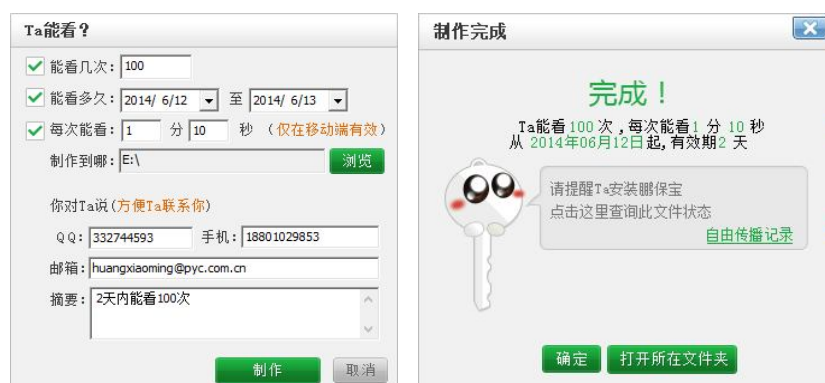 Ta能看？
能看几次：100
能看多久：2014/ 6/12 至 2014/ 6/13
每次能看：1 分 10 秒 （仅在移动端有效）
制作到哪：E:\ 浏览
你对Ta说(方便Ta联系你)
QQ：332744593 手机：18801029853
邮箱：huangxiaoming@pyc.com.cn
摘要：2天内能看100次
制作 取消
制作完成
完成！
Ta能看100次，每次能看1 分 10 秒
从 2014年06月12日起，有效期2 天
请提醒Ta安装鹏保宝
点击这里查询此文件状态
自由传播记录
确定 打开所在文件夹